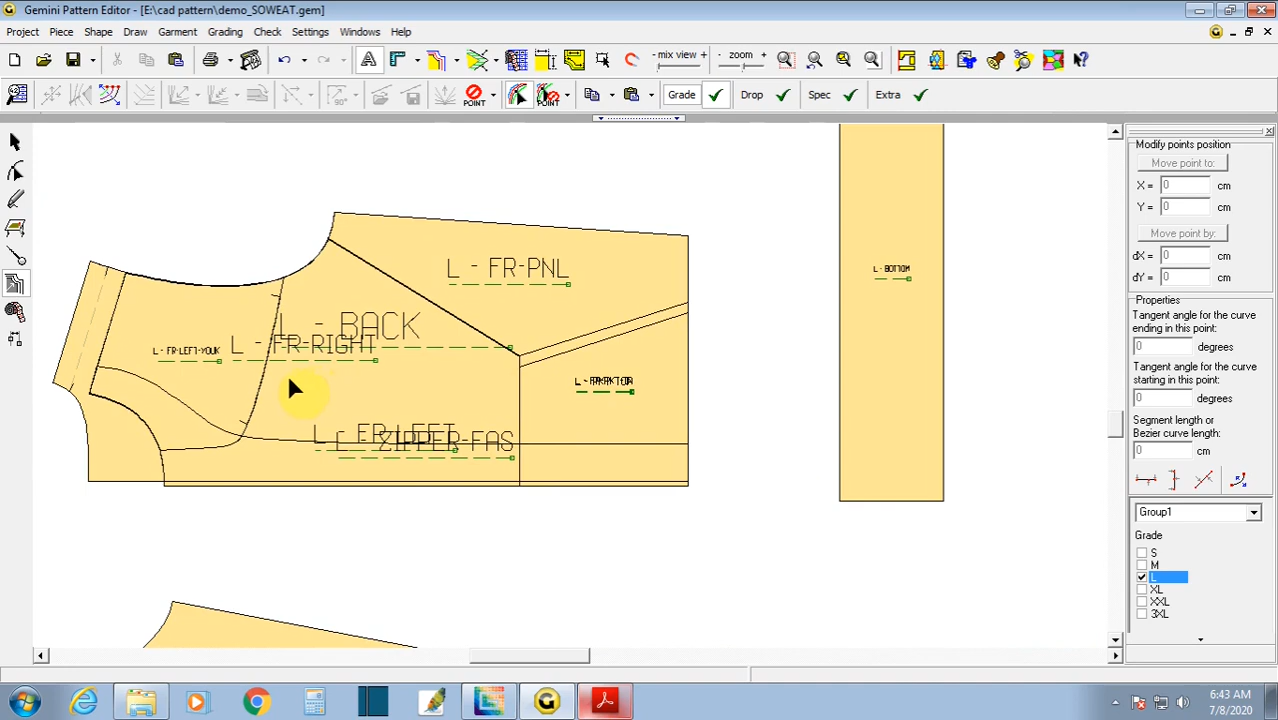 Gemini Pattern Editor - [E:\cad pattern\demo_SOWEAT.gem]
Project Piece Shape Draw Garment Grading Check Settings Windows Help
mix view zoom
POINT POINT Grade Drop Spec Extra
Modify points position
Move point to:
X = 0 cm
Y = 0 cm
Move point by:
dX = 0 cm
dY = 0 cm
Properties
Tangent angle for the curve ending in this point:
0 degrees
Tangent angle for the curve starting in this point:
0 degrees
Segment length or Bezier curve length:
0 cm
Group1
Grade
S
M
L
XL
XXL
3XL
L - FR-PNL
L - BACK
L - FR-RIGHT
L - FR-LEFT-YOUK
L - FR-LEFT
L - ZIPPER-FAS
L - BOTTOM
6:43 AM
7/8/2020